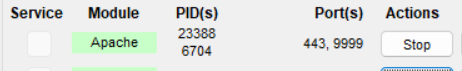 Service Module PID(s) Port(s) Actions
Apache 23388 6704 443, 9999 Stop